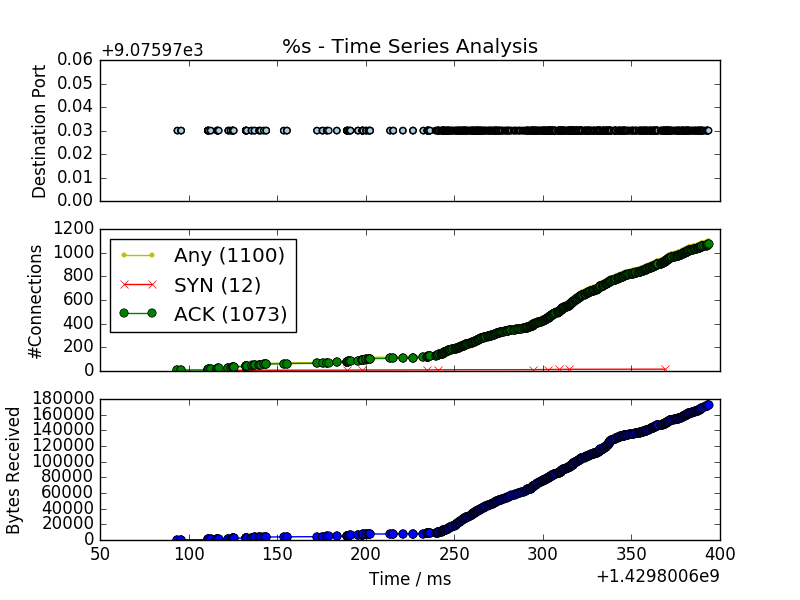 +9.07597e3
%s - Time Series Analysis
0.06
0.05
0.04
0.03
0.02
0.01
0.00
Destination Port
1200
1000
800
600
400
200
0
#Connections
Any (1100)
SYN (12)
ACK (1073)
180000
160000
140000
120000
100000
80000
60000
40000
20000
0
Bytes Received
50 100 150 200 250 300 350 400
Time / ms
+1.4298006e9